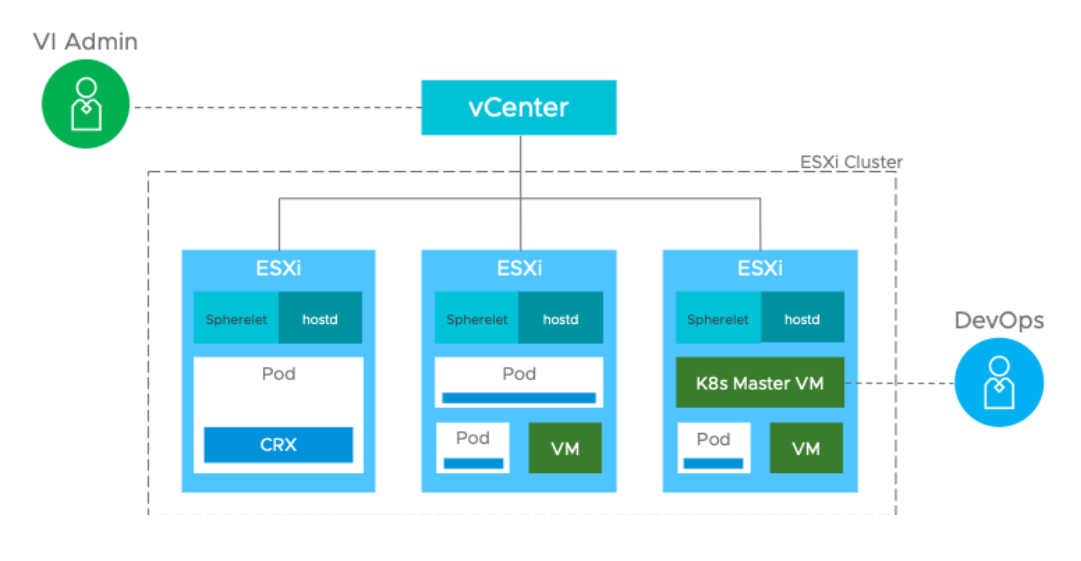 VI Admin
vCenter
ESXi Cluster
ESXi
ESXi
ESXi
Spherelet
hostd
Spherelet
hostd
Spherelet
hostd
DevOps
Pod
Pod
K8s Master VM
CRX
Pod
VM
Pod
VM